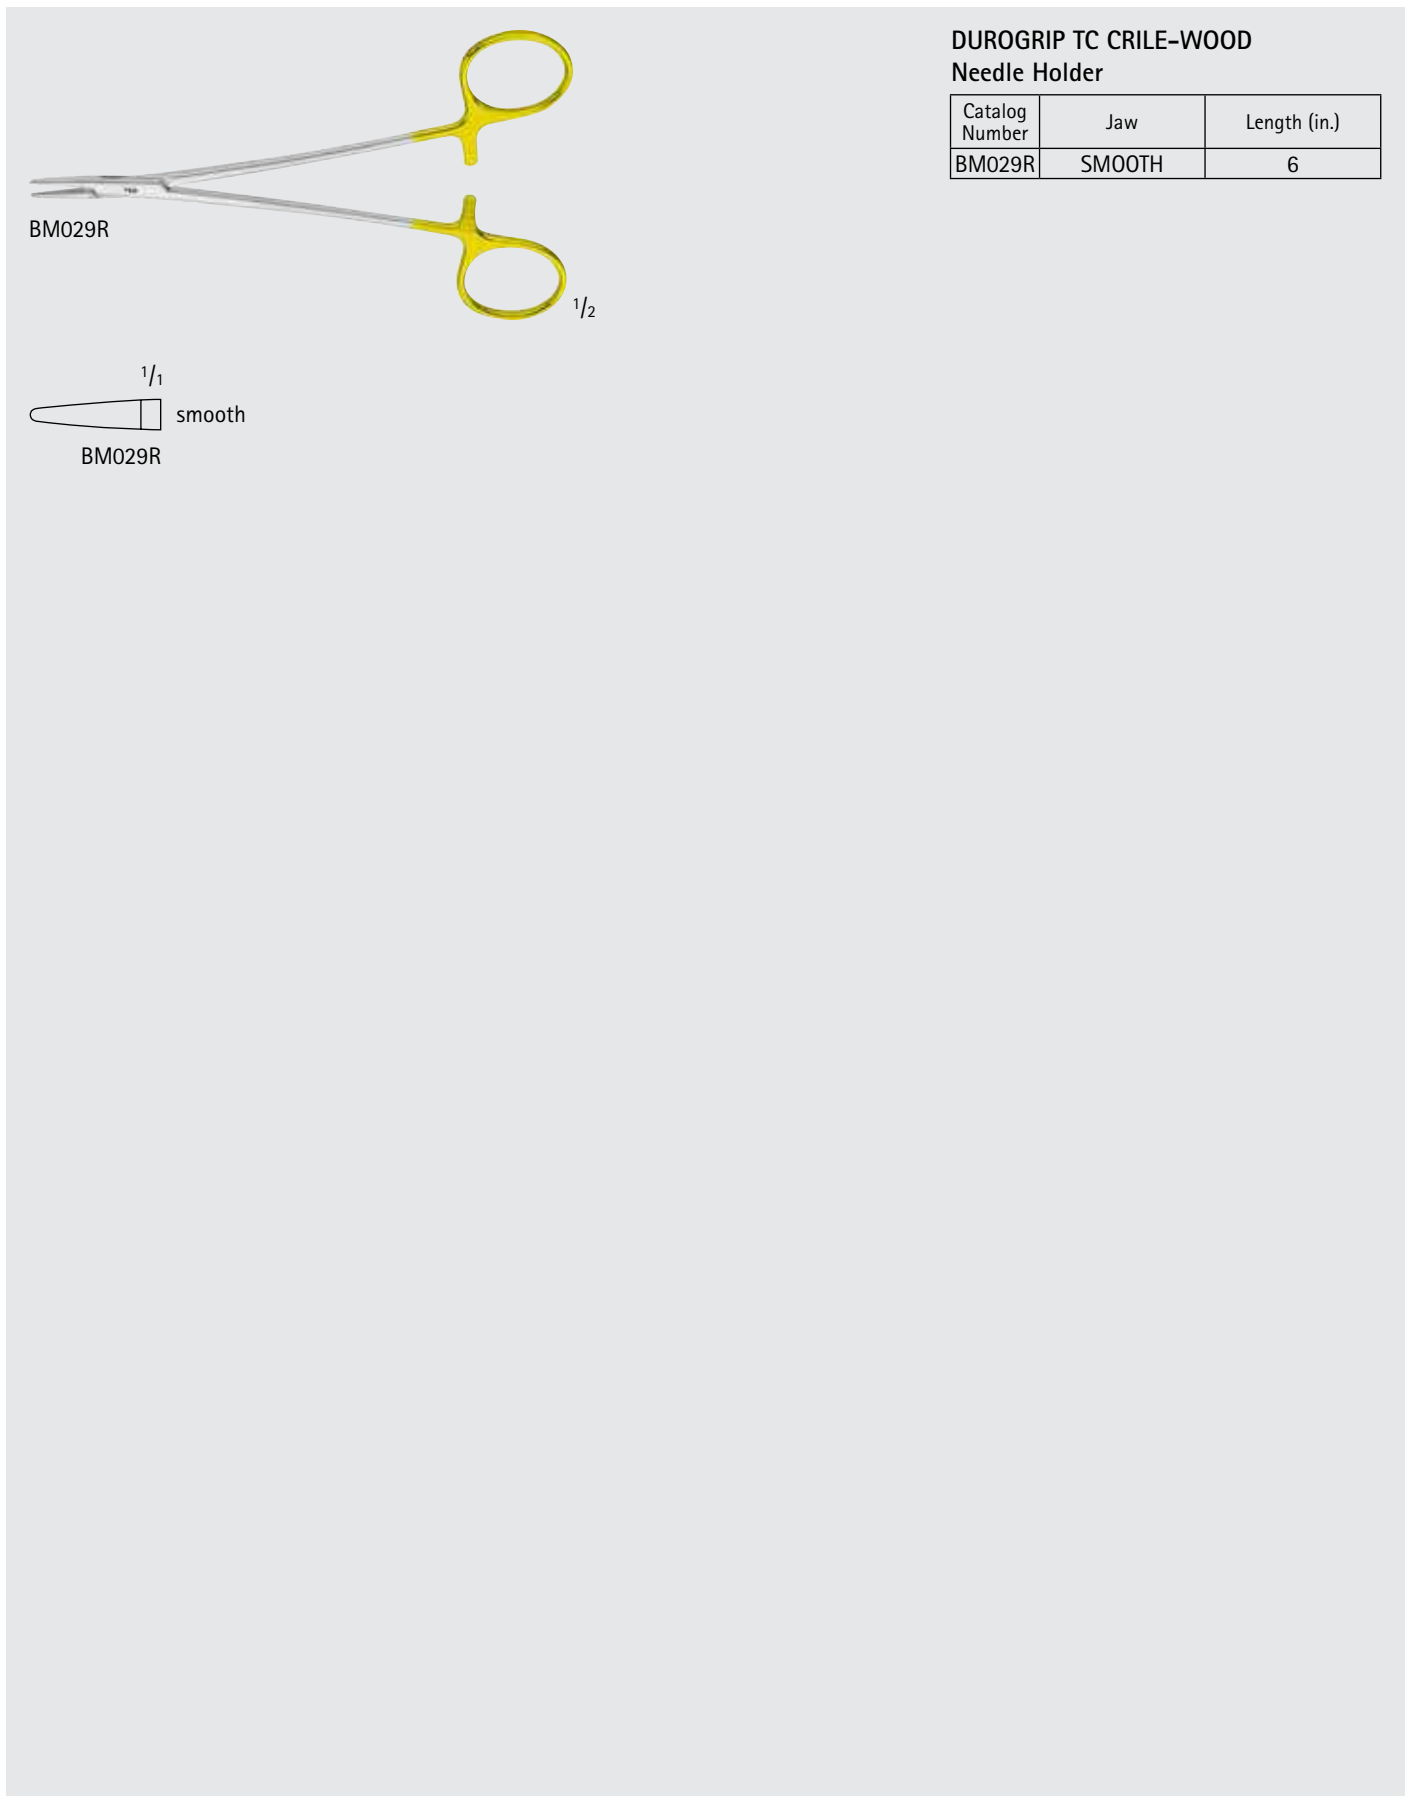 DUROGRIP TC CRILE-WOOD
Needle Holder
Catalog Number Jaw Length (in.)
BM029R SMOOTH 6
BM029R
1/2
1/1
smooth
BM029R